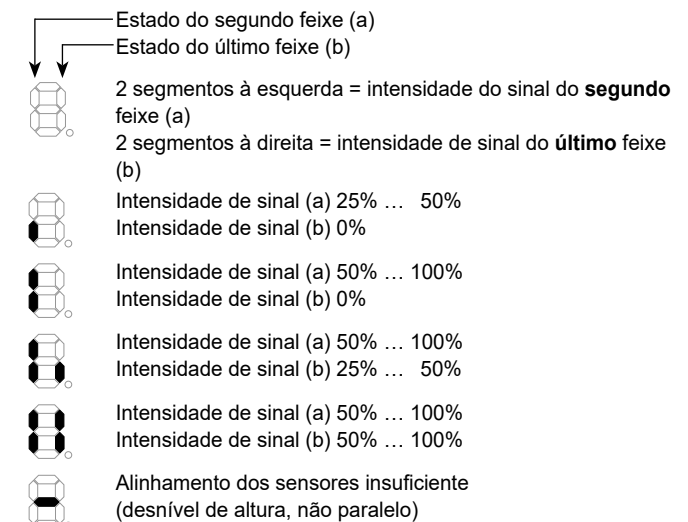 Estado do segundo feixe (a)
Estado do último feixe (b)
2 segmentos à esquerda = intensidade do sinal do segundo
feixe (a)
2 segmentos à direita = intensidade de sinal do último feixe
(b)
Intensidade de sinal (a) 25% … 50%
Intensidade de sinal (b) 0%
Intensidade de sinal (a) 50% … 100%
Intensidade de sinal (b) 0%
Intensidade de sinal (a) 50% … 100%
Intensidade de sinal (b) 25% … 50%
Intensidade de sinal (a) 50% … 100%
Intensidade de sinal (b) 50% … 100%
Alinhamento dos sensores insuficiente
(desnível de altura, não paralelo)